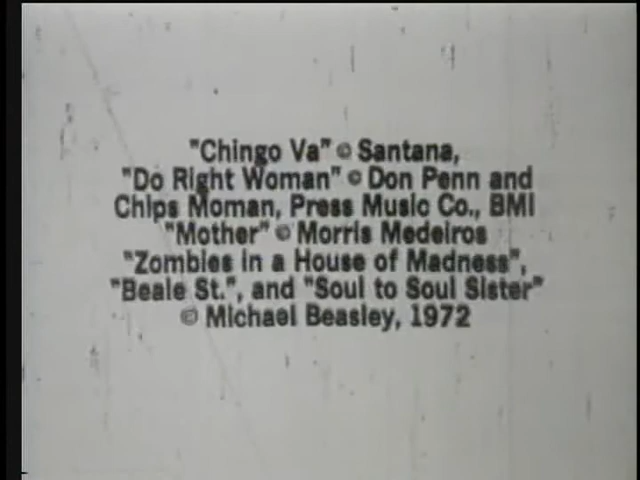 "Chingo Va" © Santana,
"Do Right Woman" © Don Penn and
Chips Moman, Press Music Co., BMI
"Mother" © Morris Medeiros
"Zombies in a House of Madness",
"Beale St.", and "Soul to Soul Sister"
© Michael Beasley, 1972